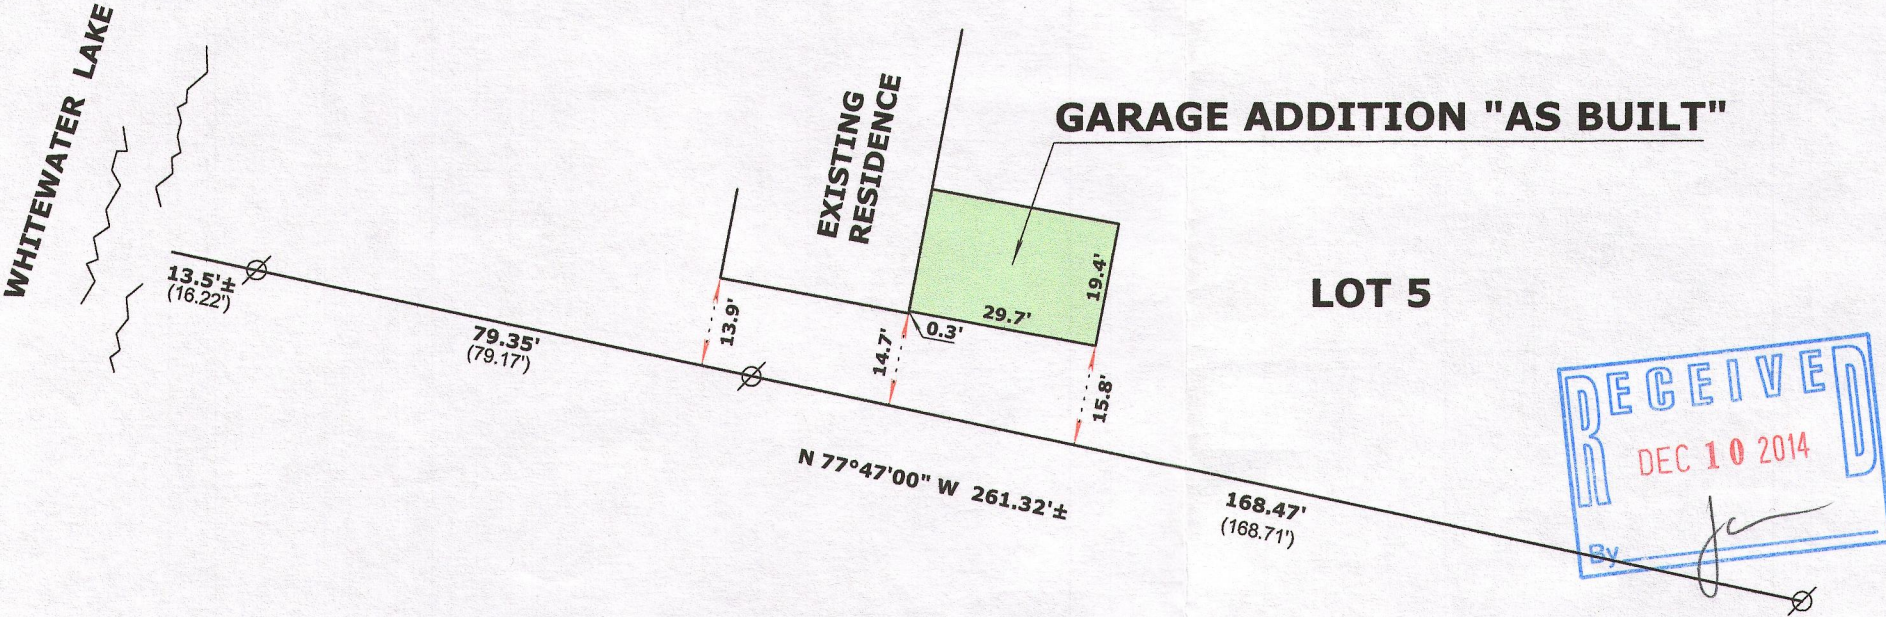 WHITEWATER LAKE
EXISTING
RESIDENCE
GARAGE ADDITION "AS BUILT"
13.5'±
(16.22')
79.35'
(79.17')
13.9'
14.7'
0.3'
29.7'
19.4'
15.8'
LOT 5
N 77°47'00" W 261.32'±
168.47'
(168.71')
RECEIVED
DEC 10 2014
By